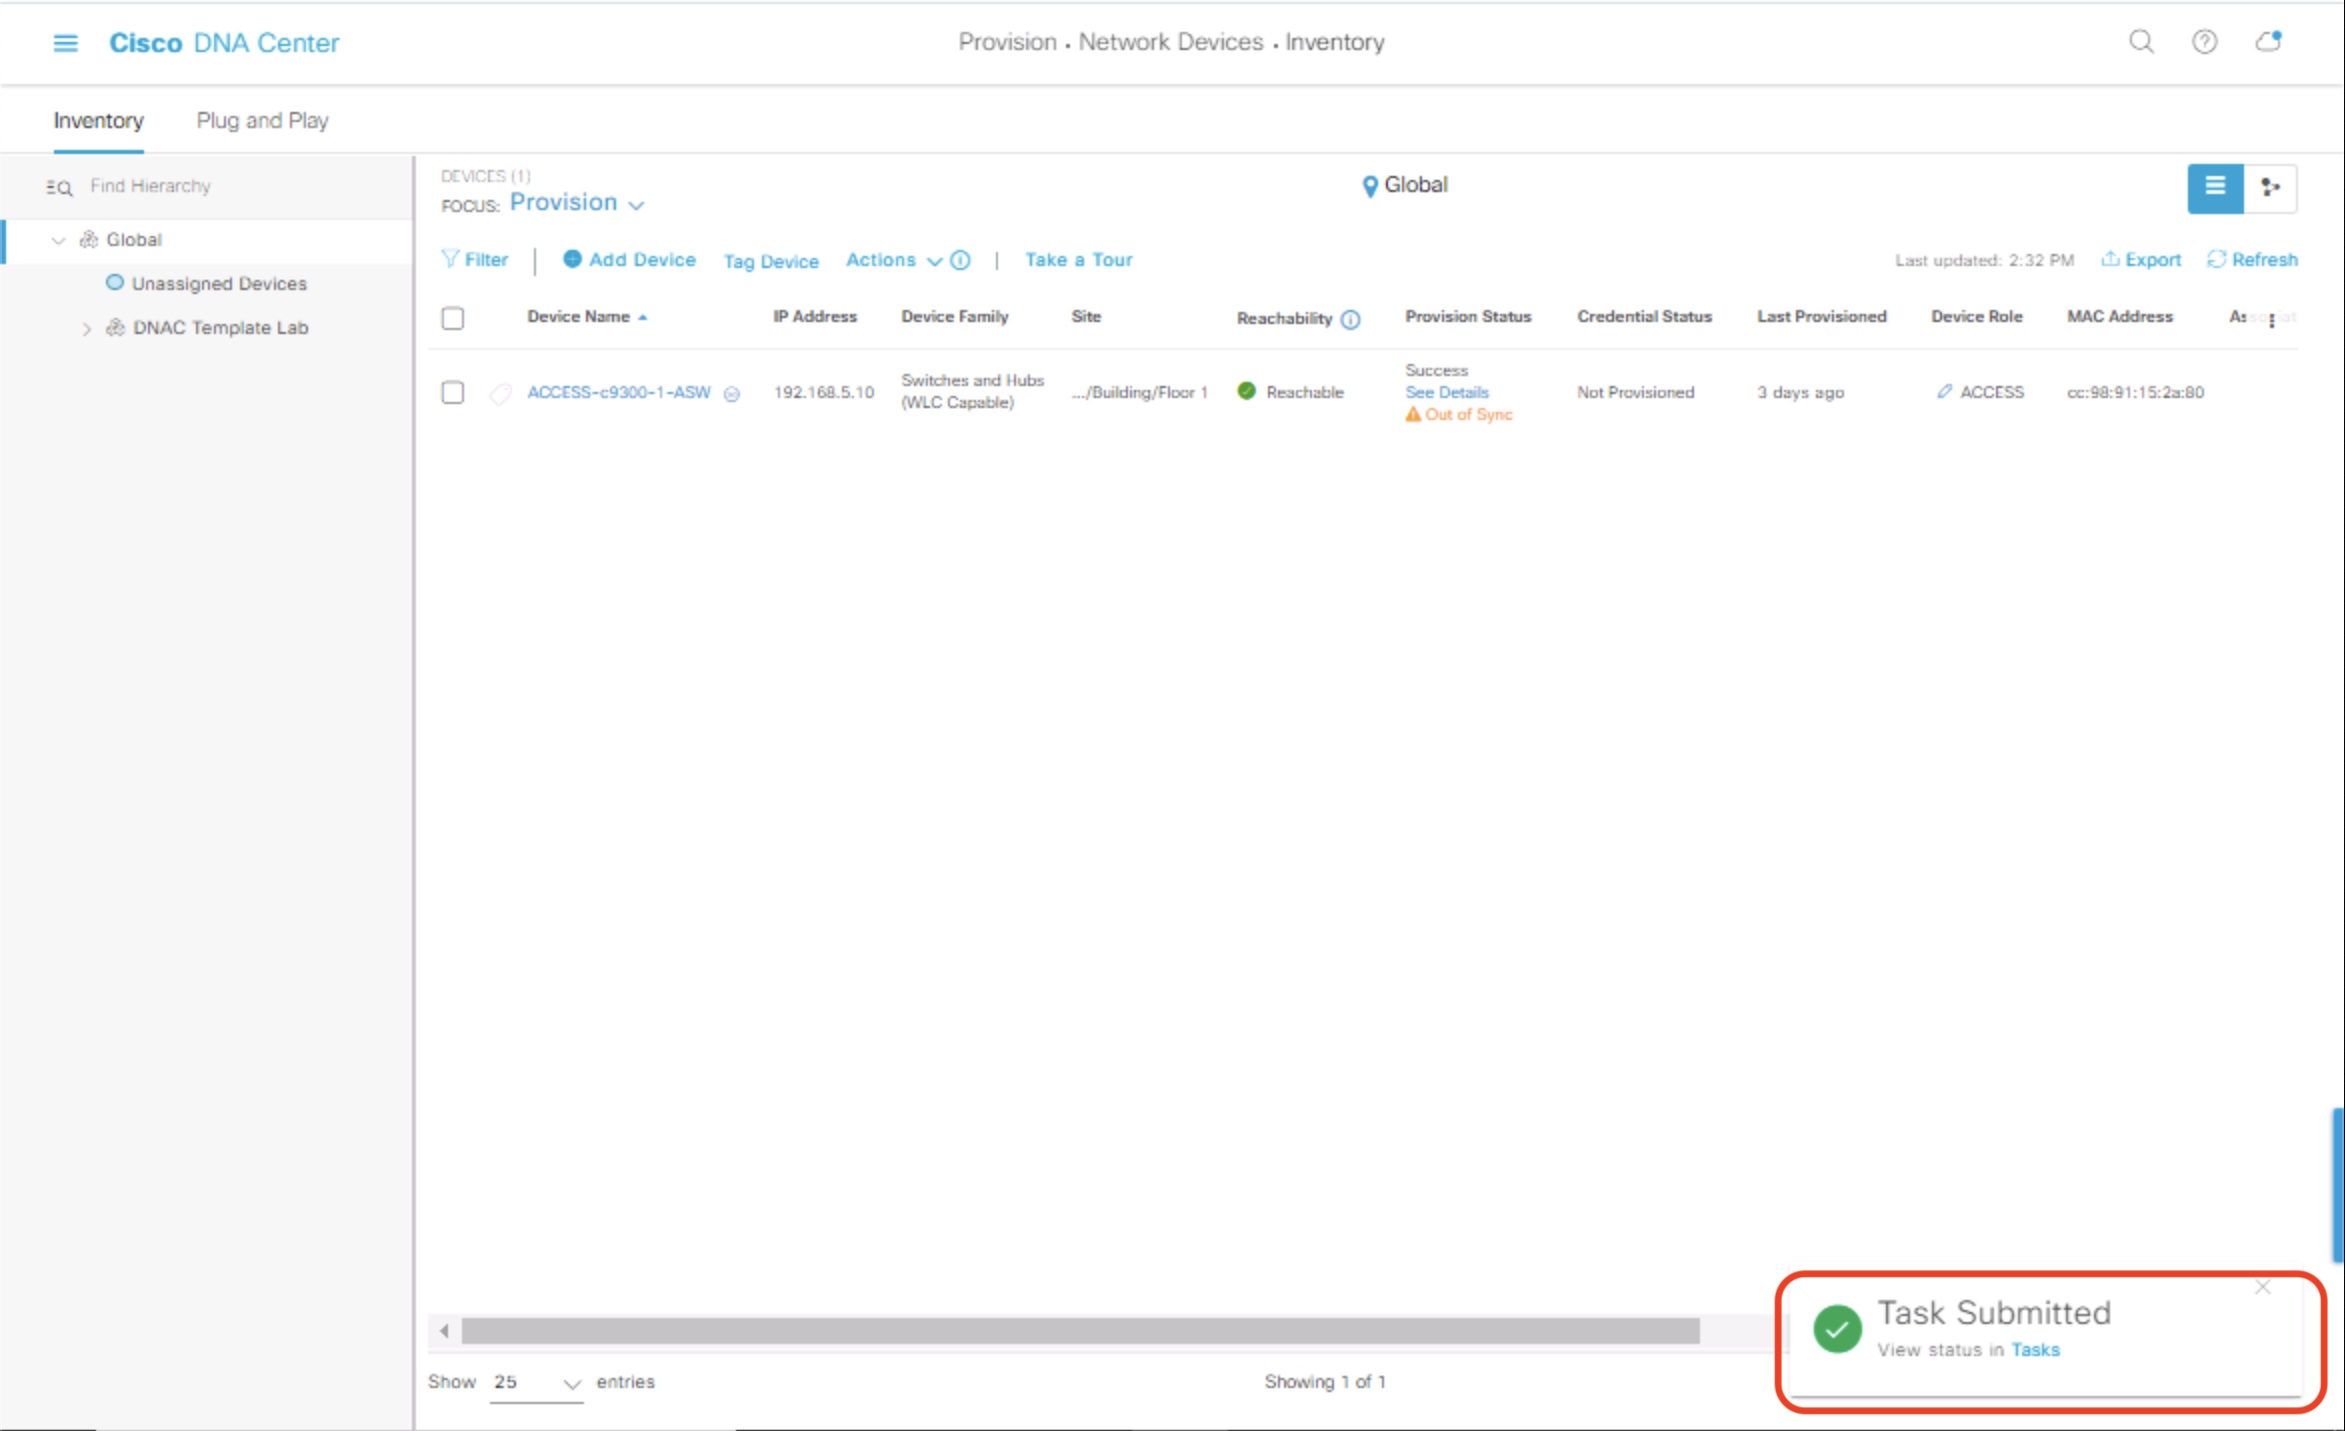 Cisco DNA Center
Provision · Network Devices · Inventory
Inventory
Plug and Play
Find Hierarchy
Global
Unassigned Devices
DNAC Template Lab
DEVICES (1)
FOCUS: Provision
Global
Filter | Add Device Tag Device Actions | Take a Tour
Last updated: 2:32 PM Export Refresh
Device Name IP Address Device Family Site Reachability Provision Status Credential Status Last Provisioned Device Role MAC Address
ACCESS-c9300-1-ASW 192.168.5.10 Switches and Hubs (WLC Capable) .../Building/Floor 1 Reachable Success See Details Out of Sync Not Provisioned 3 days ago ACCESS cc:98:91:15:2a:80
Task Submitted
View status in Tasks
Show 25 entries
Showing 1 of 1